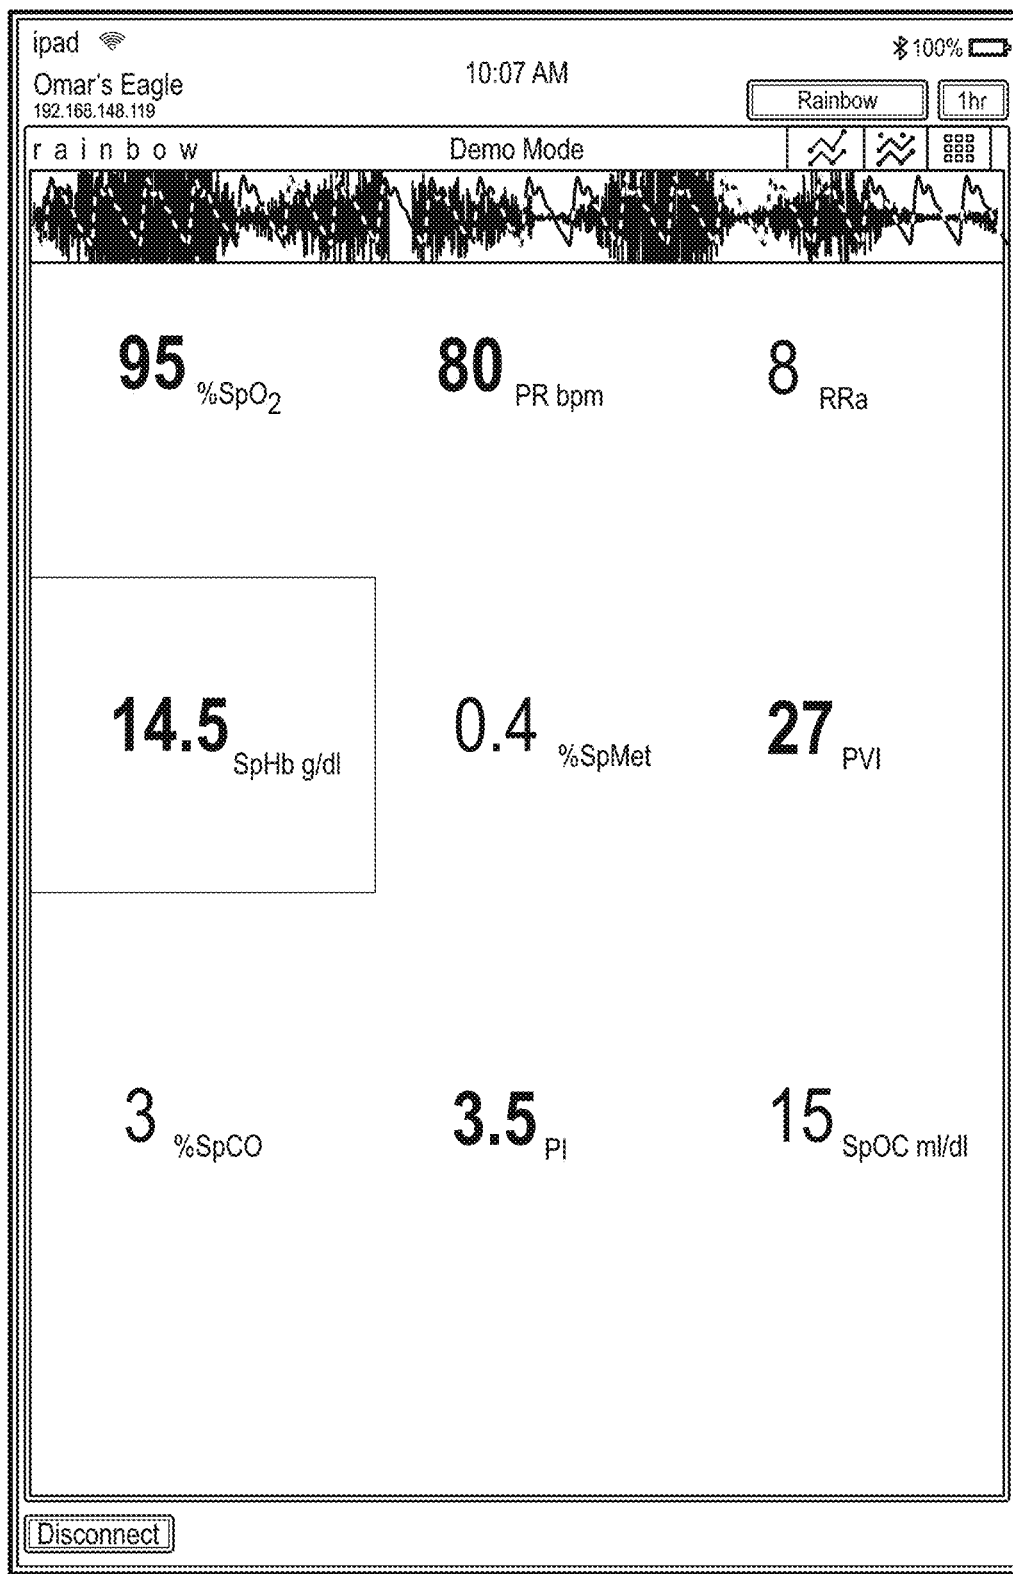 ipad
100%
10:07 AM
Omar's Eagle
192.168.148.119
Rainbow
1hr
rainbow
Demo Mode
95 %SpO2
80 PR bpm
8 RRa
14.5 SpHb g/dl
0.4 %SpMet
27 PVI
3 %SpCO
3.5 PI
15 SpOC ml/dl
Disconnect